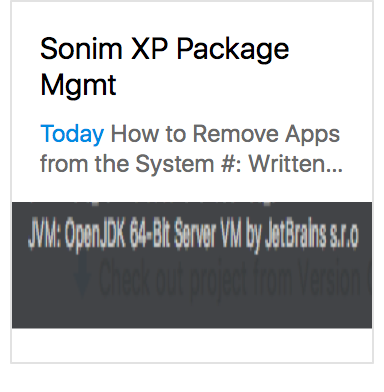 Sonim XP Package
Mgmt
Today How to Remove Apps
from the System #: Written...
JVM: OpenJDK 64-Bit Server VM by JetBrains s.r.o
Check out project from Version